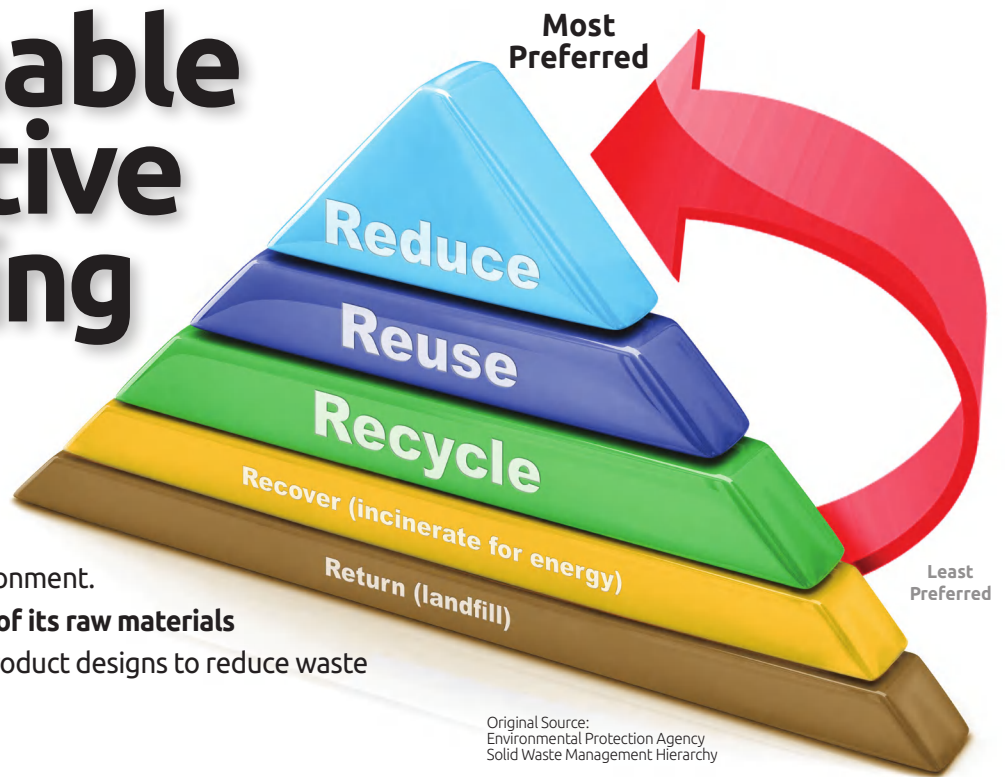 able
tive
ing
Most
Preferred
Reduce
Reuse
Recycle
Recover (incinerate for energy)
Return (landfill)
Least
Preferred
onment.
of its raw materials
oduct designs to reduce waste
Original Source:
Environmental Protection Agency
Solid Waste Management Hierarchy